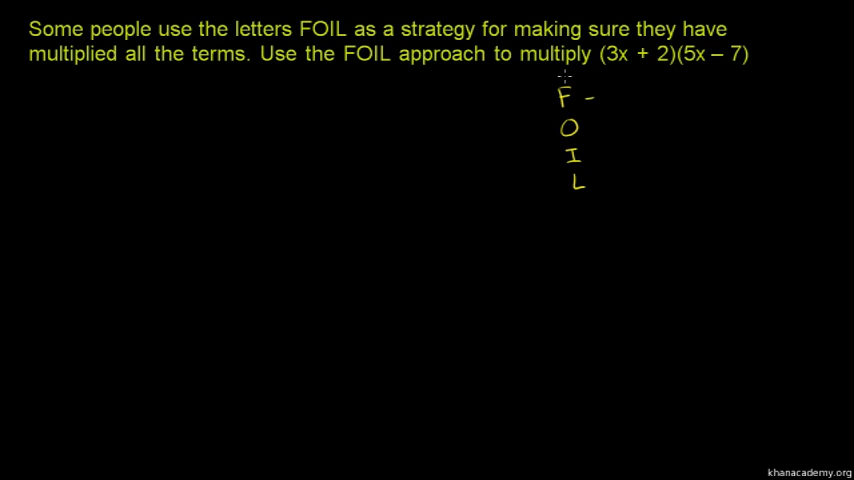 Some people use the letters FOIL as a strategy for making sure they have
multiplied all the terms. Use the FOIL approach to multiply (3x + 2)(5x – 7)
F -
O
I
L
khanacademy.org